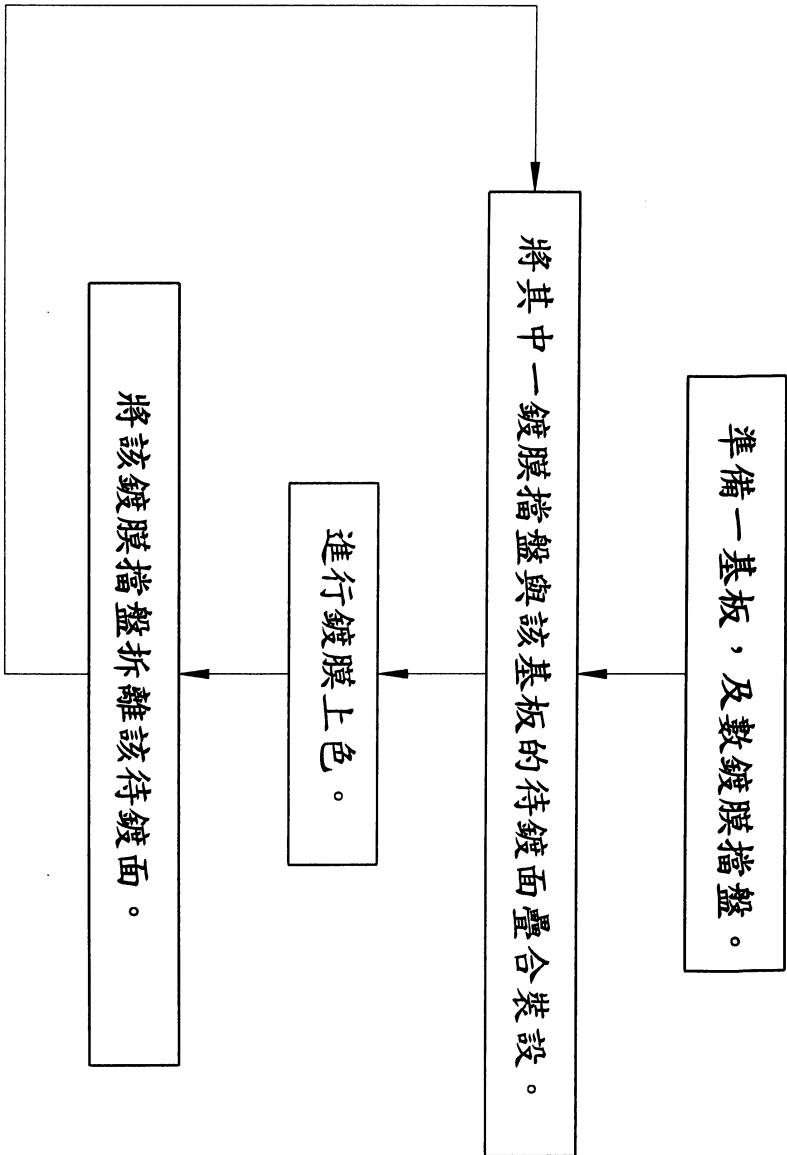 準備一基板，及數鍍膜擋盤。
將其中一鍍膜擋盤與該基板的待鍍面疊合裝設。
進行鍍膜上色。
將該鍍膜擋盤拆離該待鍍面。